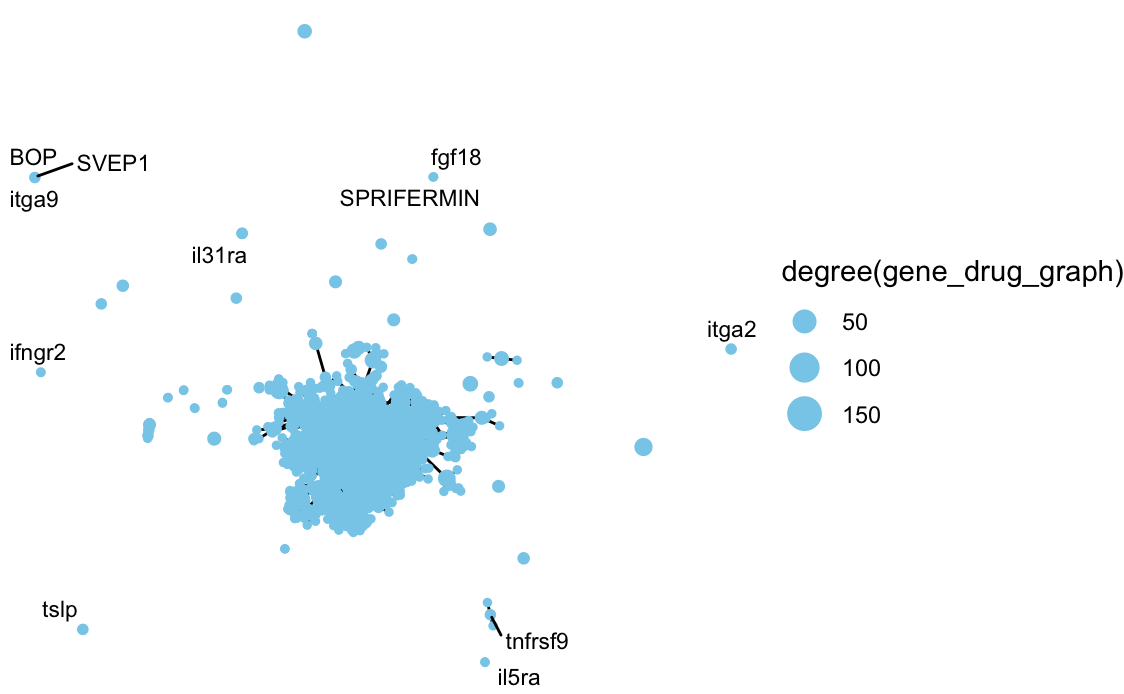 BOP
SVEP1
itga9
fgf18
SPRIFERMIN
il31ra
degree(gene_drug_graph)
50
100
150
itga2
ifngr2
tslp
tnfrsf9
il5ra